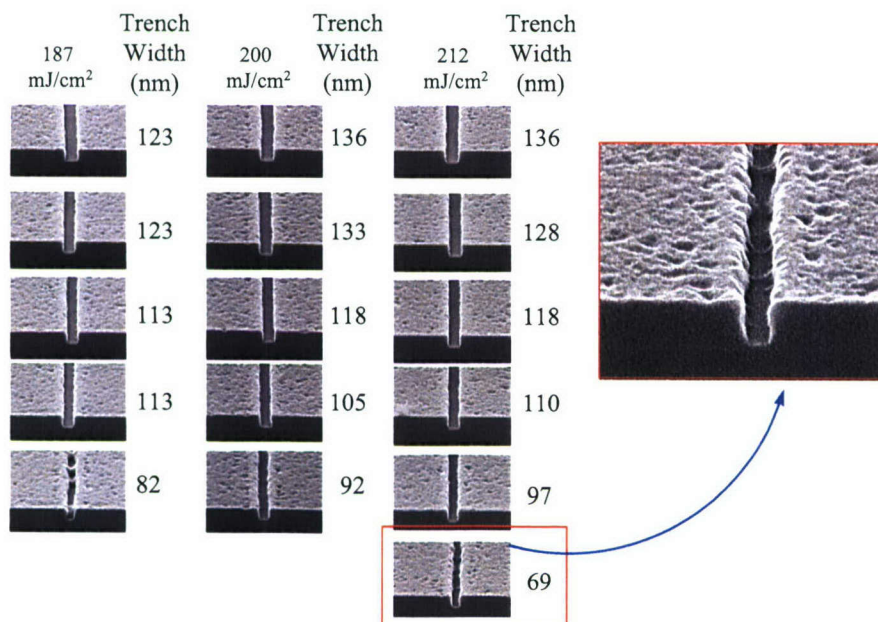 187
mJ/cm²
Trench
Width
(nm)
200
mJ/cm²
Trench
Width
(nm)
212
mJ/cm²
Trench
Width
(nm)
123 136 136
123 133 128
113 118 118
113 105 110
82 92 97
69